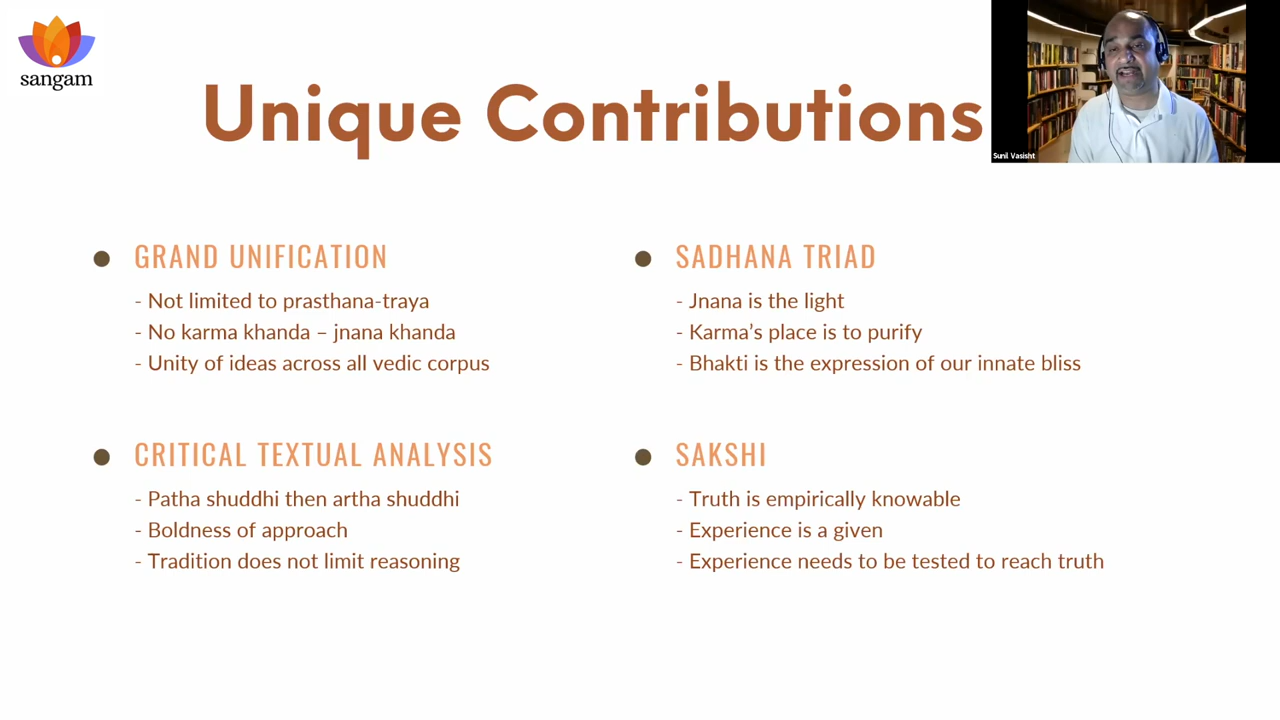 sangam
Unique Contributions
Sunil Vasisht
GRAND UNIFICATION
- Not limited to prasthana-traya
- No karma khanda – jnana khanda
- Unity of ideas across all vedic corpus
SADHANA TRIAD
- Jnana is the light
- Karma's place is to purify
- Bhakti is the expression of our innate bliss
CRITICAL TEXTUAL ANALYSIS
- Patha shuddhi then artha shuddhi
- Boldness of approach
- Tradition does not limit reasoning
SAKSHI
- Truth is empirically knowable
- Experience is a given
- Experience needs to be tested to reach truth